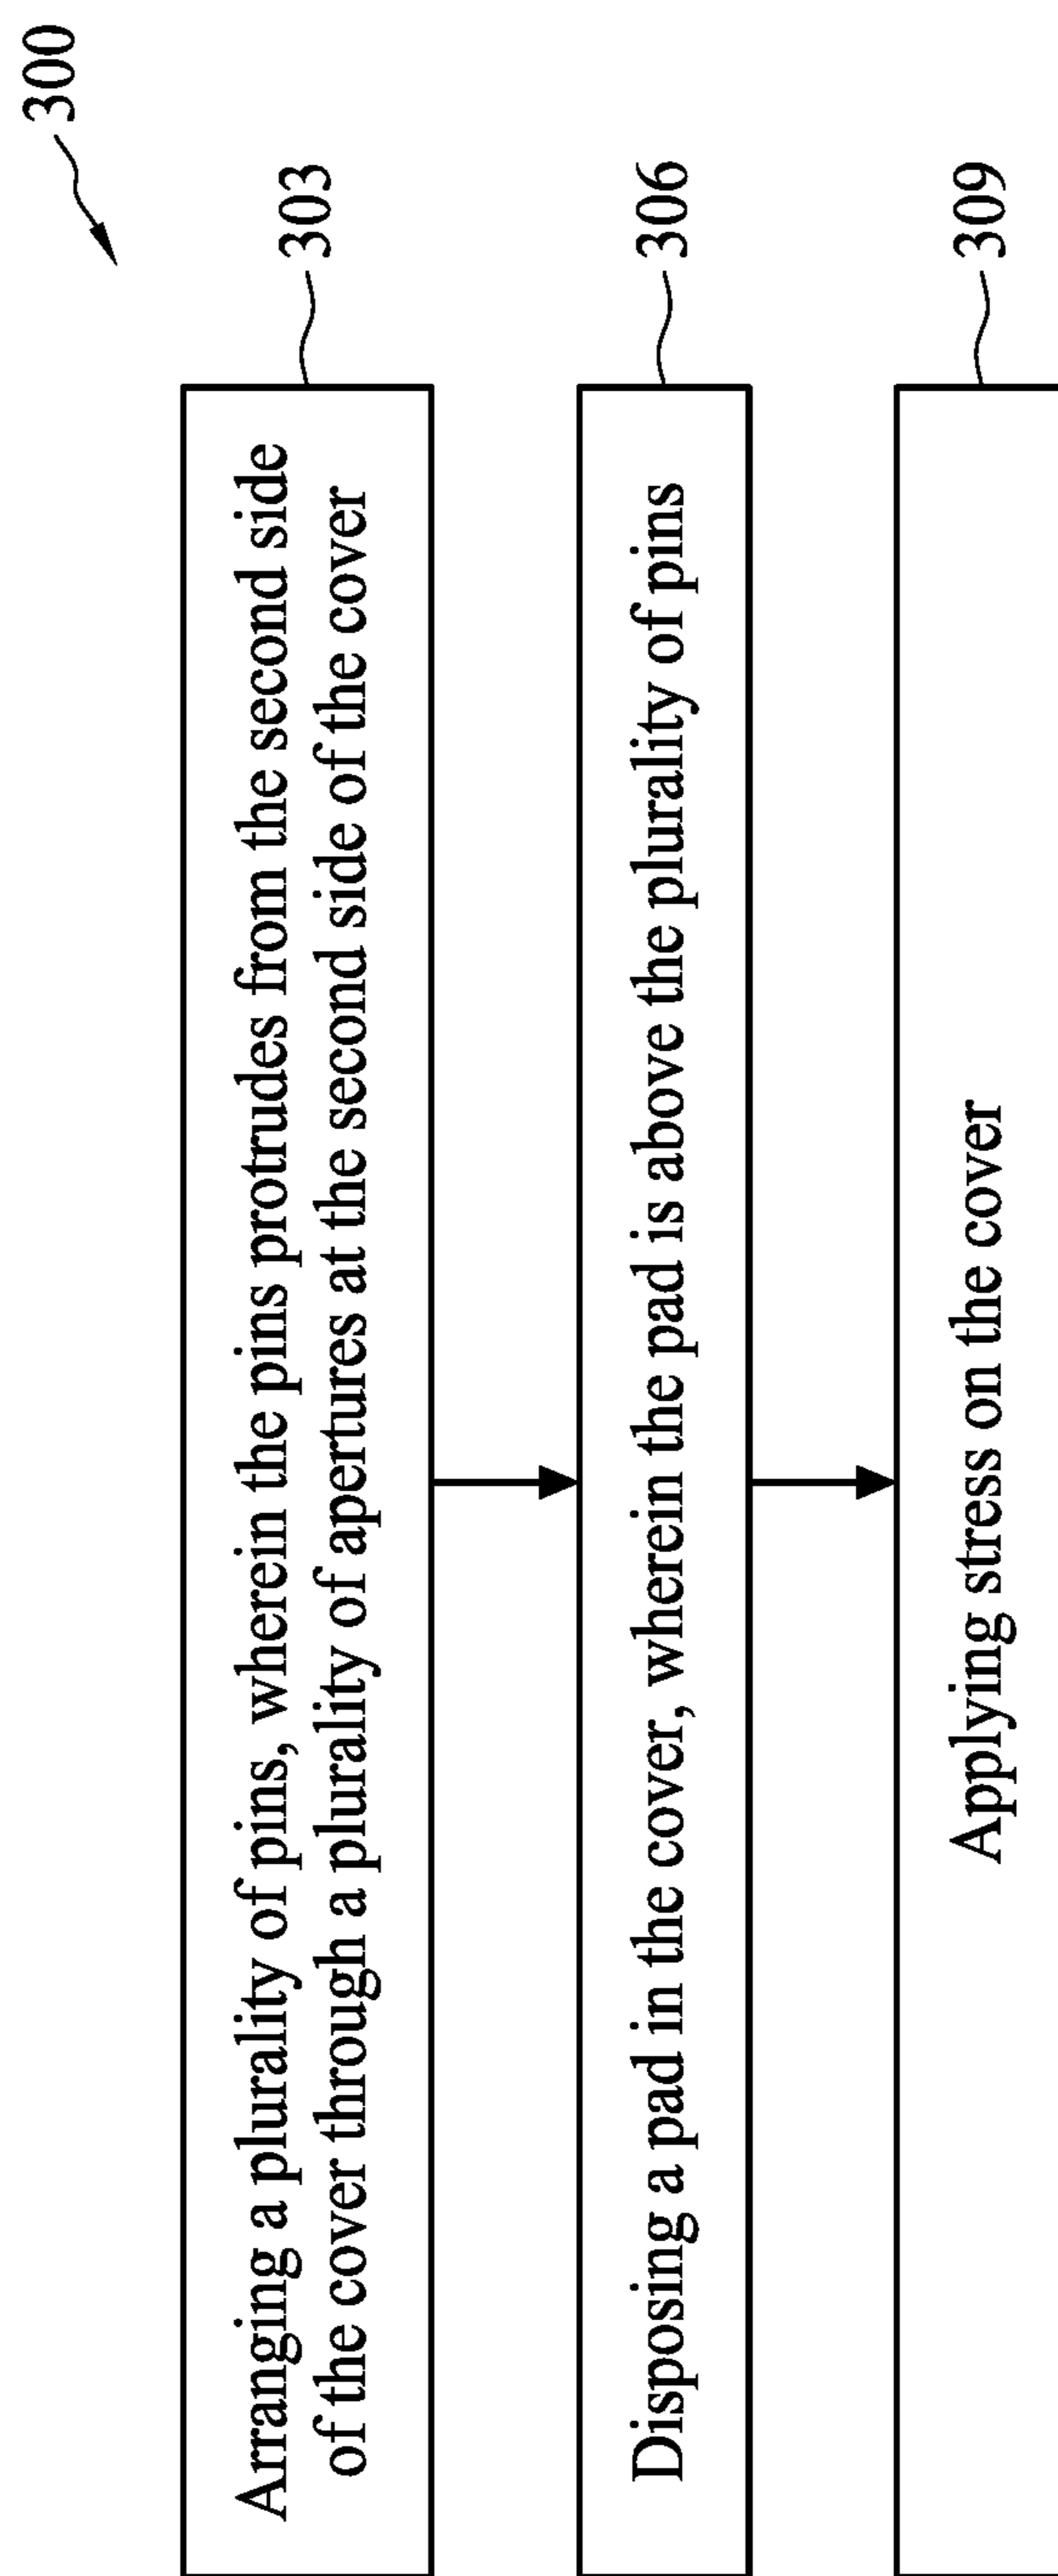 300
Arranging a plurality of pins, wherein the pins protrudes from the second side
of the cover through a plurality of apertures at the second side of the cover
303
Disposing a pad in the cover, wherein the pad is above the plurality of pins
306
Applying stress on the cover
309